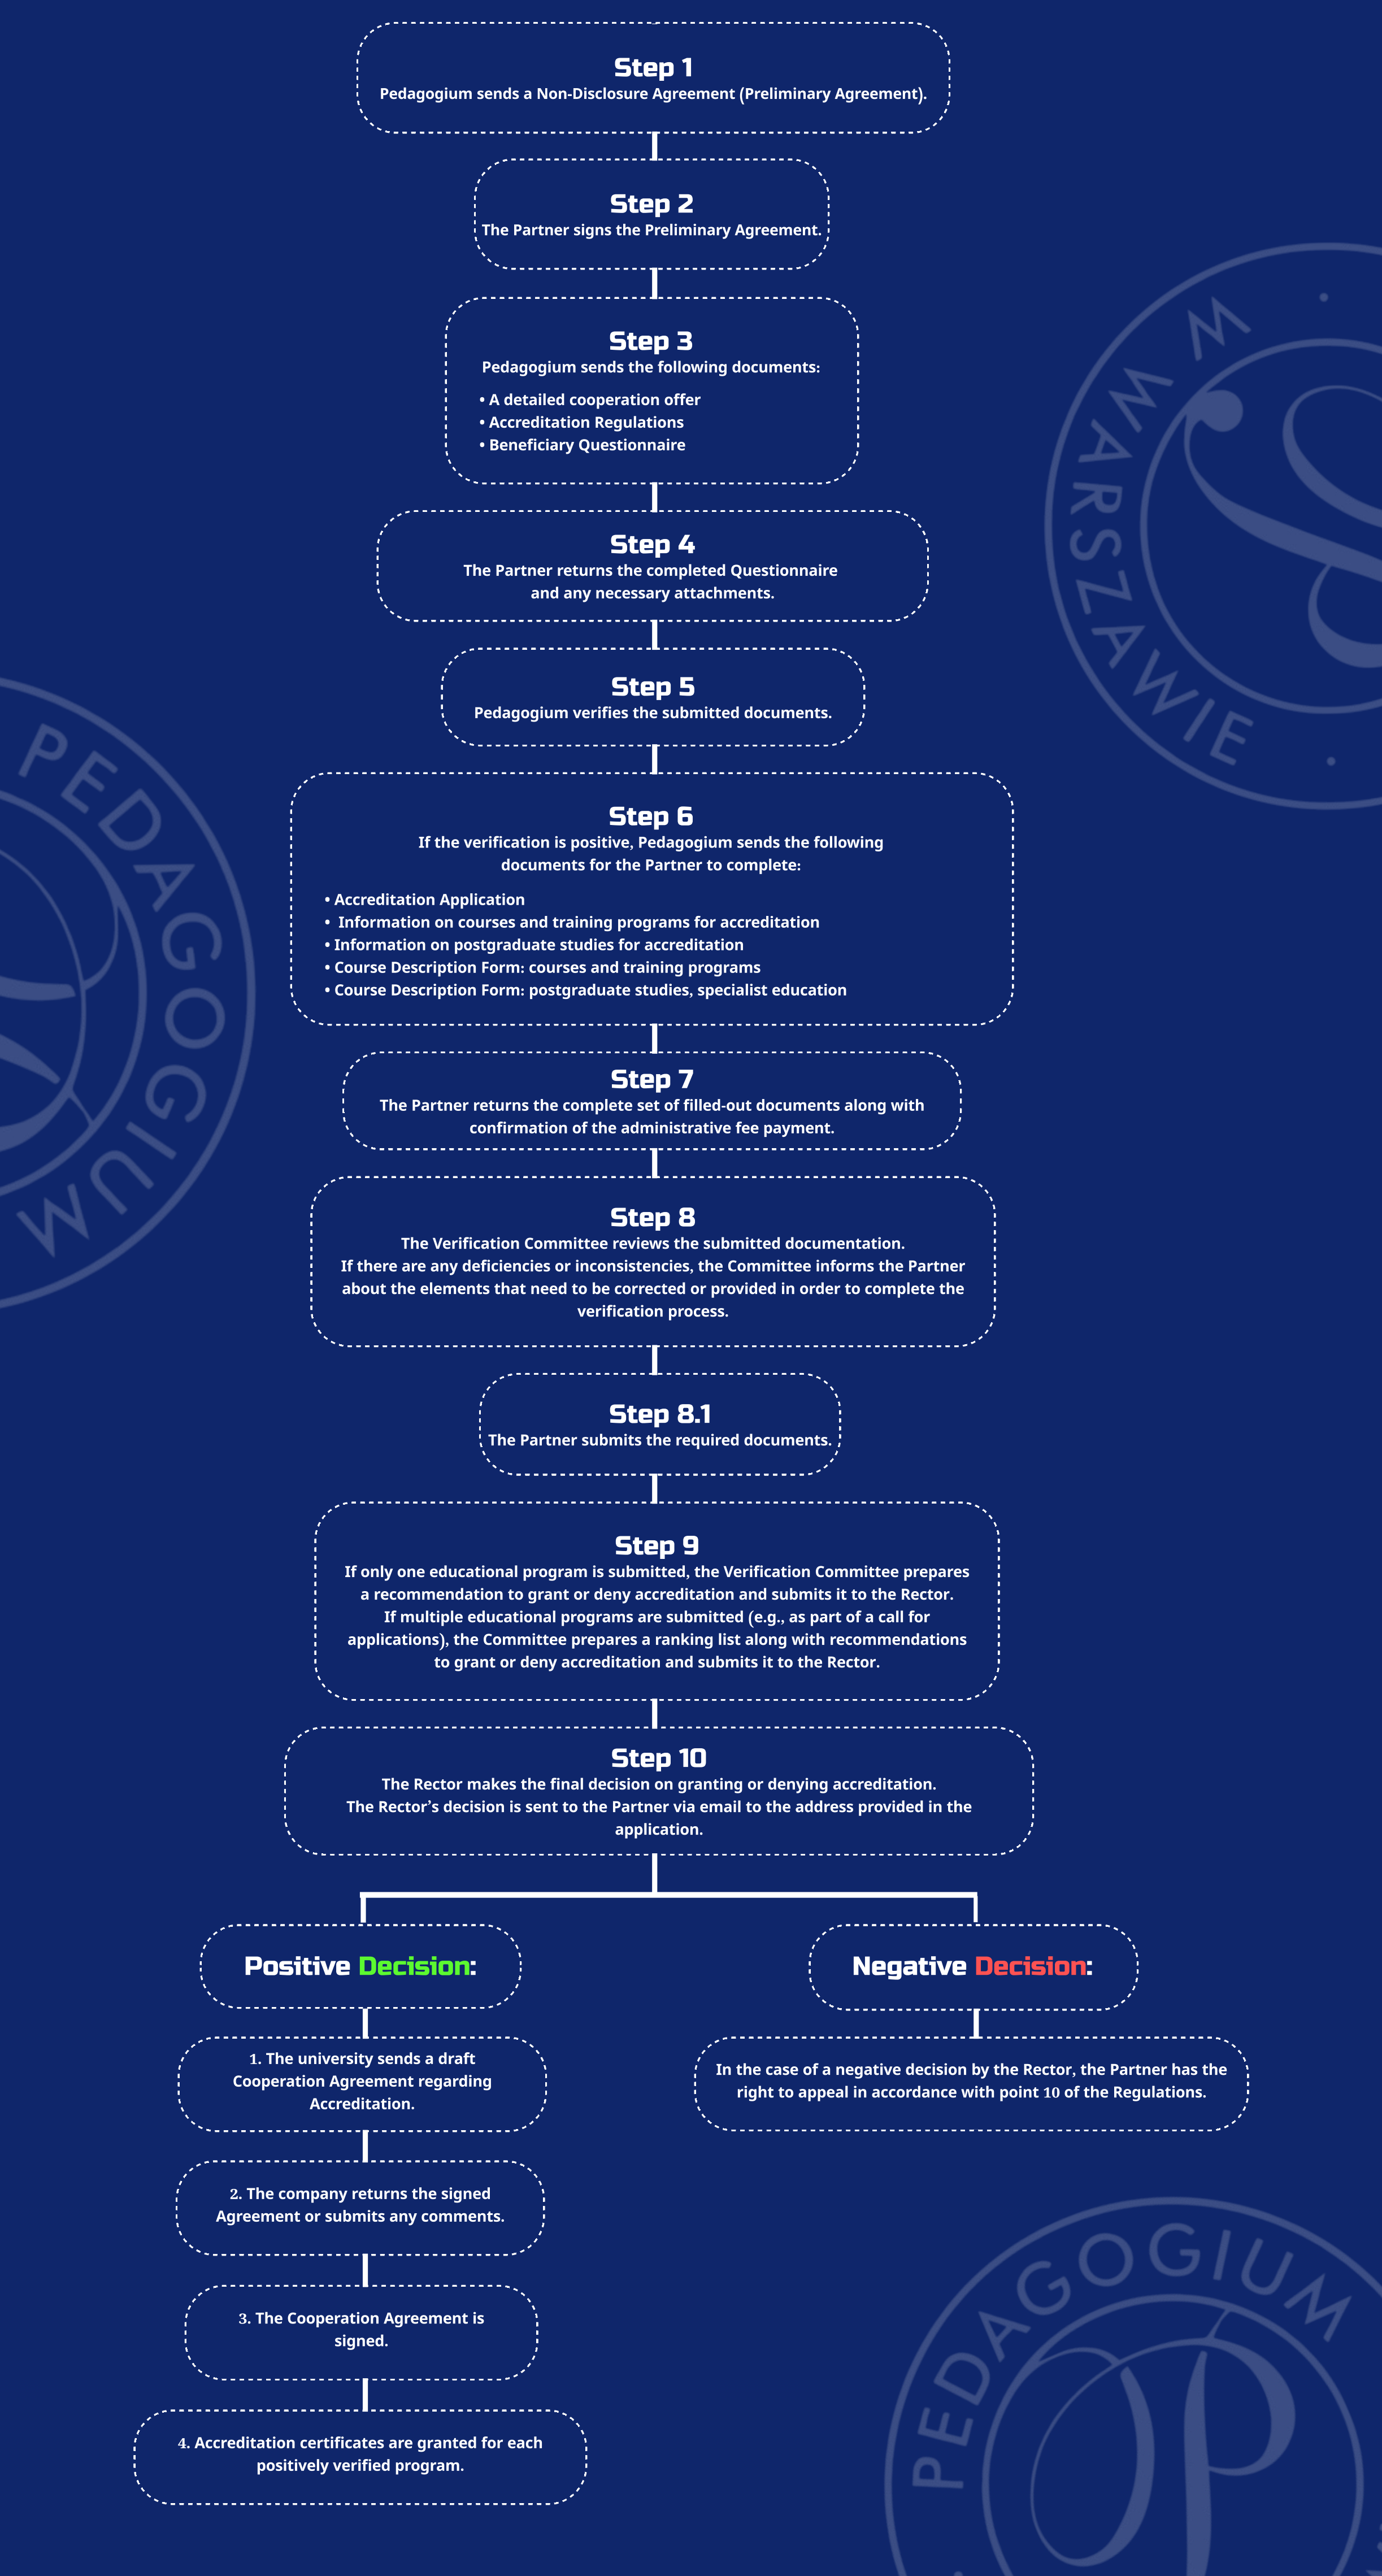 Step 1
Pedagogium sends a Non-Disclosure Agreement (Preliminary Agreement).
Step 2
The Partner signs the Preliminary Agreement.
Step 3
Pedagogium sends the following documents:
• A detailed cooperation offer
• Accreditation Regulations
• Beneficiary Questionnaire
Step 4
The Partner returns the completed Questionnaire
and any necessary attachments.
Step 5
Pedagogium verifies the submitted documents.
Step 6
If the verification is positive, Pedagogium sends the following
documents for the Partner to complete:
• Accreditation Application
• Information on courses and training programs for accreditation
• Information on postgraduate studies for accreditation
• Course Description Form: courses and training programs
• Course Description Form: postgraduate studies, specialist education
Step 7
The Partner returns the complete set of filled-out documents along with
confirmation of the administrative fee payment.
Step 8
The Verification Committee reviews the submitted documentation.
If there are any deficiencies or inconsistencies, the Committee informs the Partner
about the elements that need to be corrected or provided in order to complete the
verification process.
Step 8.1
The Partner submits the required documents.
Step 9
If only one educational program is submitted, the Verification Committee prepares
a recommendation to grant or deny accreditation and submits it to the Rector.
If multiple educational programs are submitted (e.g., as part of a call for
applications), the Committee prepares a ranking list along with recommendations
to grant or deny accreditation and submits it to the Rector.
Step 10
The Rector makes the final decision on granting or denying accreditation.
The Rector’s decision is sent to the Partner via email to the address provided in the
application.
Positive Decision:
1. The university sends a draft
Cooperation Agreement regarding
Accreditation.
2. The company returns the signed
Agreement or submits any comments.
3. The Cooperation Agreement is
signed.
4. Accreditation certificates are granted for each
positively verified program.
Negative Decision:
In the case of a negative decision by the Rector, the Partner has the
right to appeal in accordance with point 10 of the Regulations.
W WARSZAWIE
PEDAGOGIUM
PEDAGOGIUM